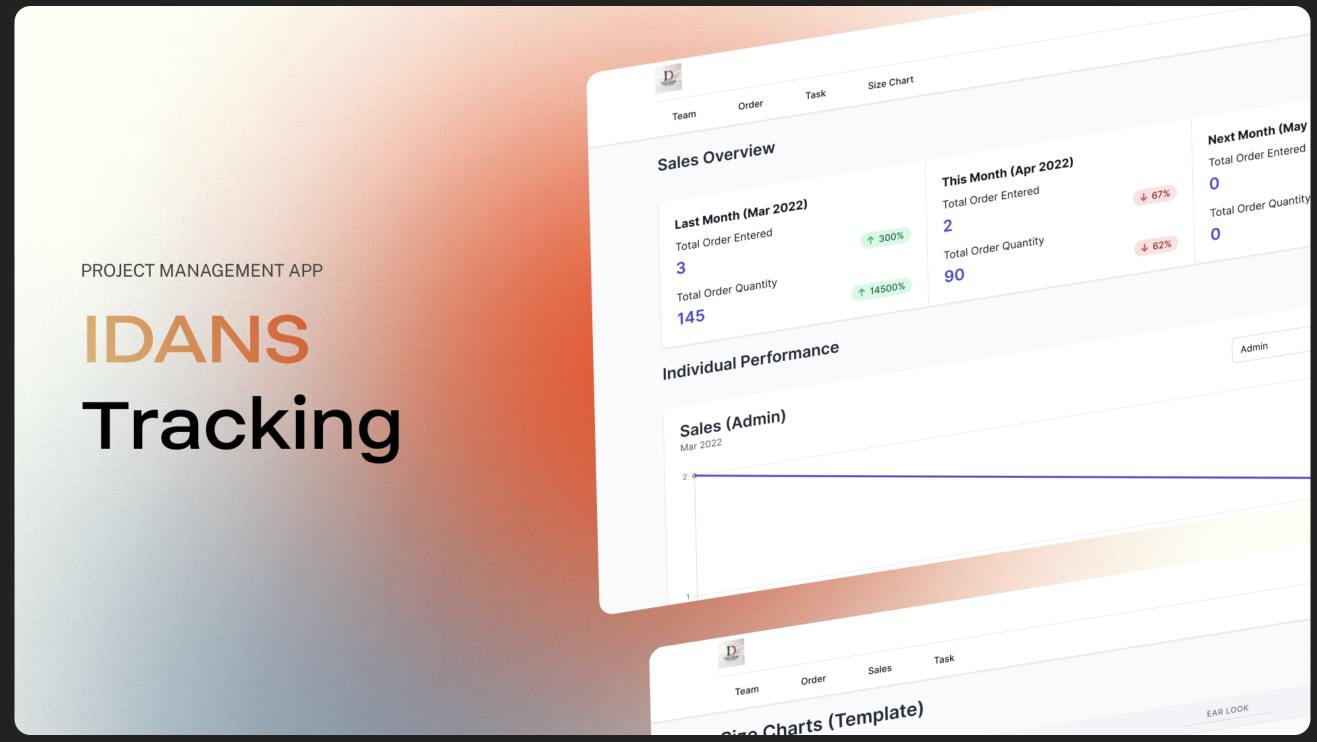 PROJECT MANAGEMENT APP
IDANS
Tracking
D
Team
Order
Task
Size Chart
Sales Overview
Last Month (Mar 2022)
Total Order Entered
3
↑ 300%
Total Order Quantity
145
↑ 14500%
This Month (Apr 2022)
Total Order Entered
2
↓ 67%
Total Order Quantity
90
↓ 62%
Next Month (May
Total Order Entered
0
Total Order Quantity
0
Individual Performance
Admin
Sales (Admin)
Mar 2022
2
1
D
Team
Order
Sales
Task
Size Charts (Template)
EAR LOOK